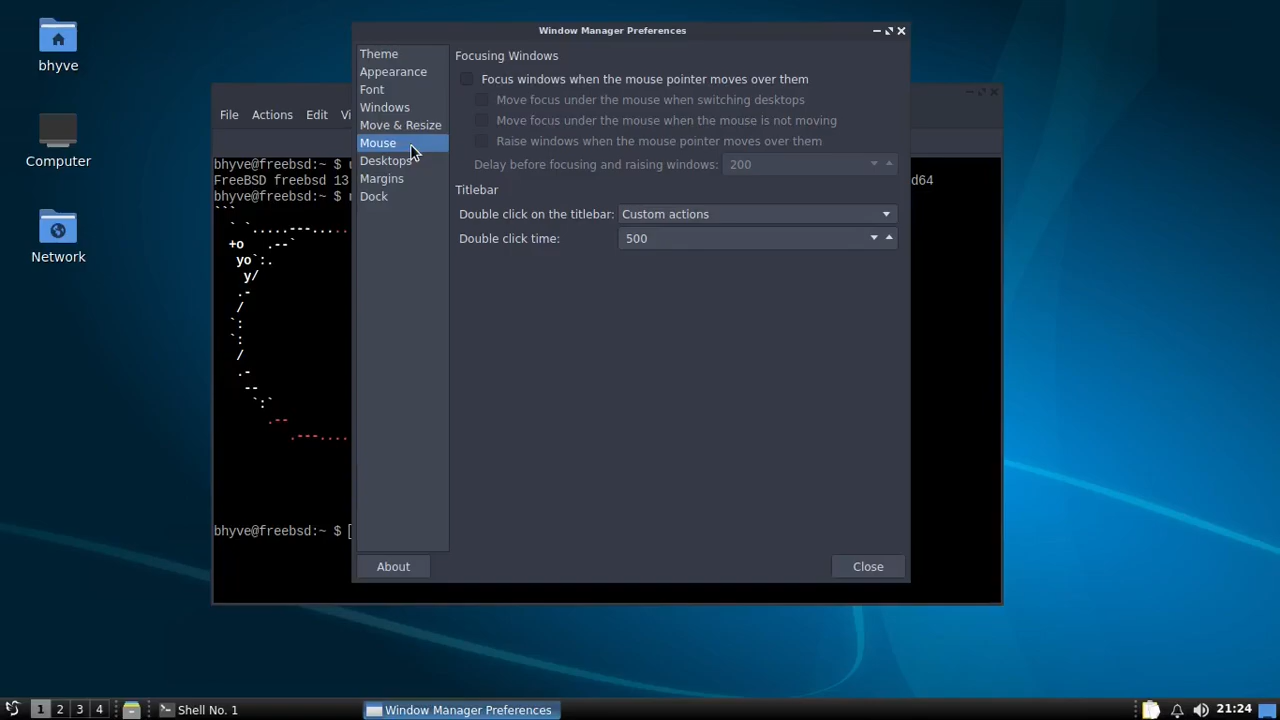 bhyve
Computer
Network
Window Manager Preferences
Theme
Appearance
Font
Windows
Move & Resize
Mouse
Desktops
Margins
Dock
About
Focusing Windows
Focus windows when the mouse pointer moves over them
Move focus under the mouse when switching desktops
Move focus under the mouse when the mouse is not moving
Raise windows when the mouse pointer moves over them
Delay before focusing and raising windows: 200
Titlebar
Double click on the titlebar: Custom actions
Double click time: 500
Close
File Actions Edit
bhyve@freebsd:~ $
FreeBSD freebsd 13 d64
bhyve@freebsd:~ $
```
` `.....---...
+o .--`
yo`:.
y/
.-
/
`:
`:
/
.-
--
`:`
.--
.---....
bhyve@freebsd:~ $
1 2 3 4 Shell No. 1 Window Manager Preferences 21:24